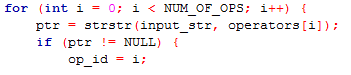 for (int i = 0; i < NUM_OF_OPS; i++) {
ptr = strstr(input_str, operators[i]);
if (ptr != NULL) {
op_id = i;